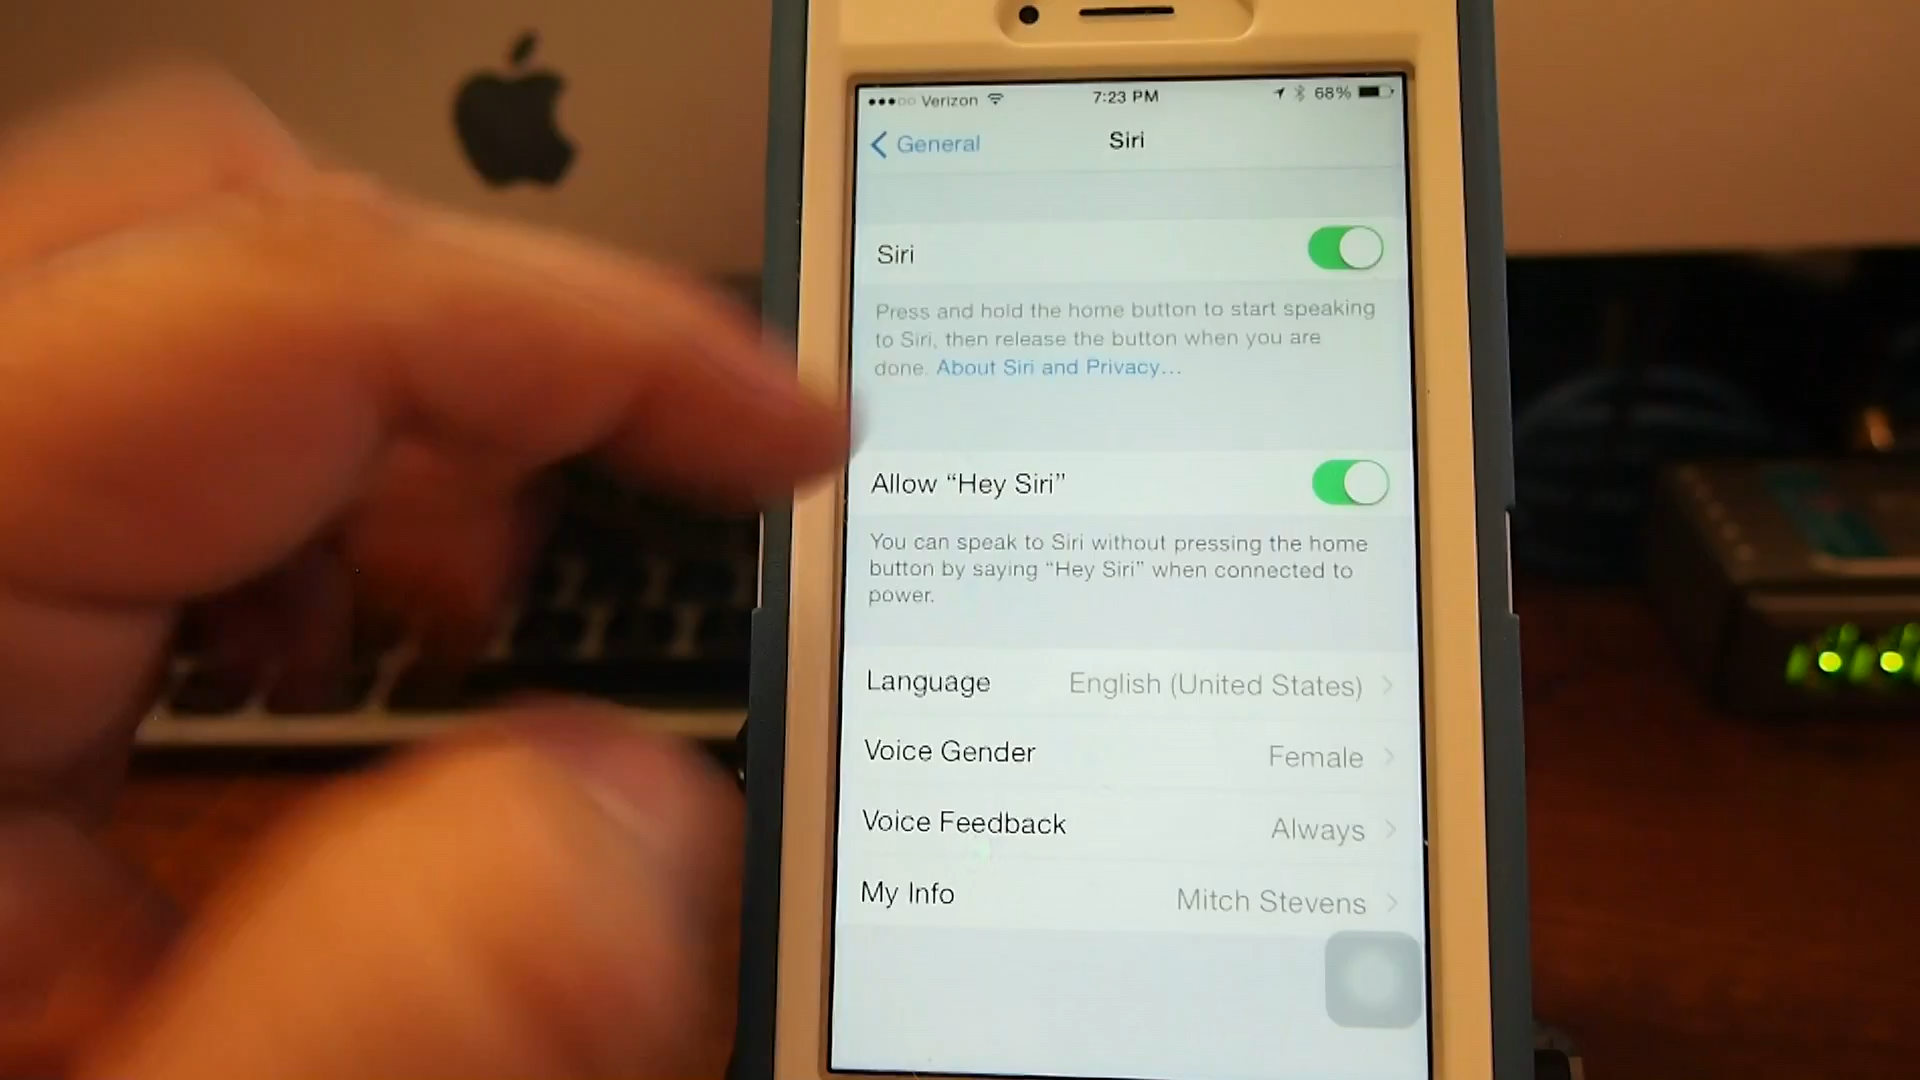 Verizon 7:23 PM 68%
General Siri
Siri
Press and hold the home button to start speaking
to Siri, then release the button when you are
done. About Siri and Privacy...
Allow “Hey Siri”
You can speak to Siri without pressing the home
button by saying “Hey Siri” when connected to
power.
Language English (United States)
Voice Gender Female
Voice Feedback Always
My Info Mitch Stevens